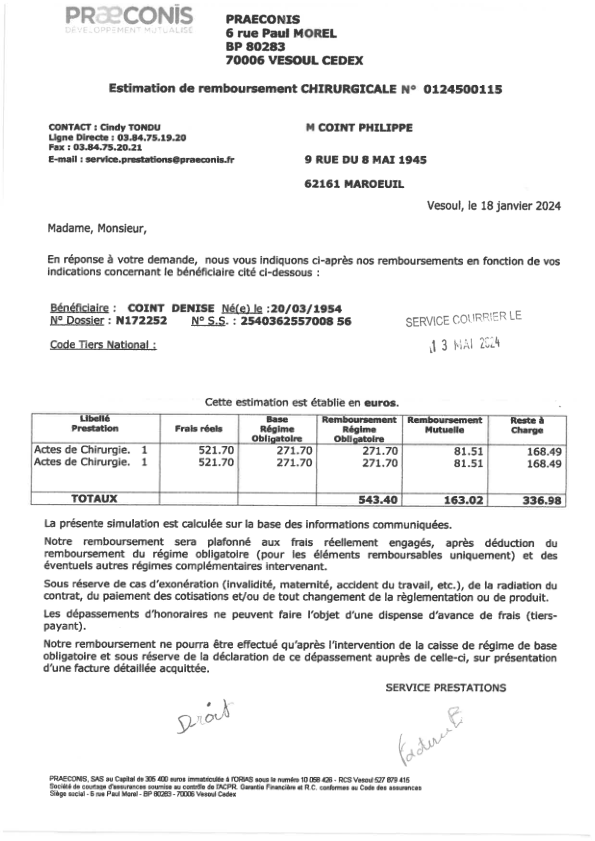 PRÆCONIS
DÉVELOPPEMENT MUTUALISÉ
PRAECONIS
6 rue Paul MOREL
BP 80283
70006 VESOUL CEDEX
Estimation de remboursement CHIRURGICALE N° 0124500115
CONTACT : Cindy TONDU
Ligne Directe : 03.84.75.19.20
Fax : 03.84.75.20.21
E-mail : service.prestations@praeconis.fr
M COINT PHILIPPE
9 RUE DU 8 MAI 1945
62161 MAROEUIL
Vesoul, le 18 janvier 2024
Madame, Monsieur,
En réponse à votre demande, nous vous indiquons ci-après nos remboursements en fonction de vos
indications concernant le bénéficiaire cité ci-dessous :
Bénéficiaire : COINT DENISE Né(e) le :20/03/1954
N° Dossier : N172252 N° S.S. : 2540362557008 56
Code Tiers National :
SERVICE COURRIER LE
13 MAI 2024
Cette estimation est établie en euros.
Libellé Prestation Frais réels Base Régime Obligatoire Remboursement Régime Obligatoire Remboursement Mutuelle Reste à Charge
Actes de Chirurgie. 1 521.70 271.70 271.70 81.51 168.49
Actes de Chirurgie. 1 521.70 271.70 271.70 81.51 168.49
TOTAUX 543.40 163.02 336.98
La présente simulation est calculée sur la base des informations communiquées.
Notre remboursement sera plafonné aux frais réellement engagés, après déduction du
remboursement du régime obligatoire (pour les éléments remboursables uniquement) et des
éventuels autres régimes complémentaires intervenant.
Sous réserve de cas d'exonération (invalidité, maternité, accident du travail, etc.), de la radiation du
contrat, du paiement des cotisations et/ou de tout changement de la règlementation ou de produit.
Les dépassements d'honoraires ne peuvent faire l'objet d'une dispense d'avance de frais (tiers-
payant).
Notre remboursement ne pourra être effectué qu'après l'intervention de la caisse de régime de base
obligatoire et sous réserve de la déclaration de ce dépassement auprès de celle-ci, sur présentation
d'une facture détaillée acquittée.
SERVICE PRESTATIONS
Droit
PRAECONIS, SAS au Capital de 305 400 euros immatriculée à l'ORIAS sous le numéro 10 058 426 - RCS Vesoul 527 879 415
Société de courtage d'assurances soumise au contrôle de l'ACPR. Garantie Financière et R.C. conformes au Code des assurances
Siège social - 6 rue Paul Morel - BP 80283 - 70006 Vesoul Cedex